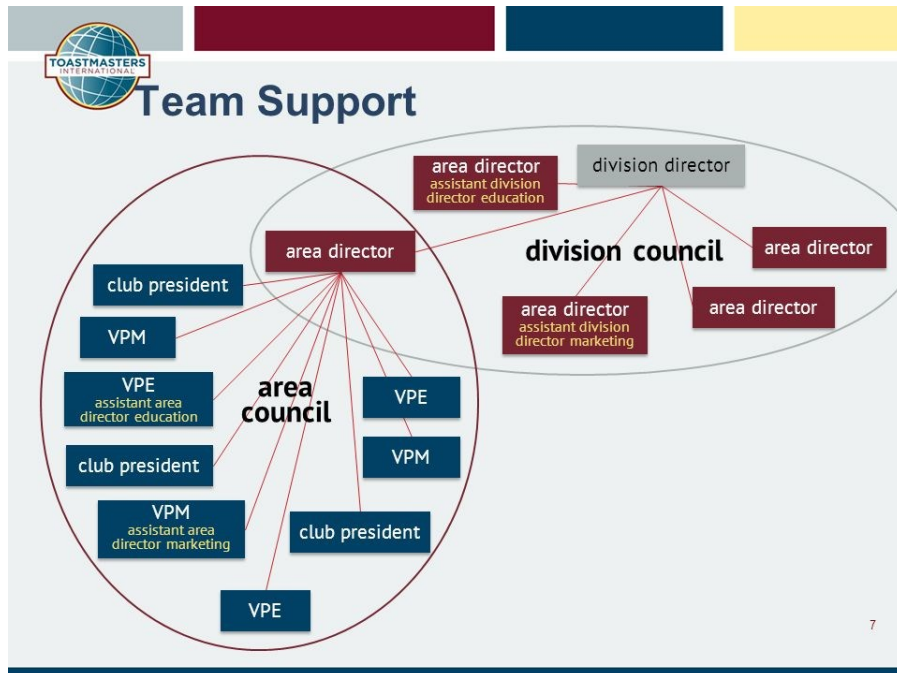 TOASTMASTERS
INTERNATIONAL
Team Support
area director
assistant division
director education
division director
area director
division council
area director
club president
area director
assistant division
director marketing
area director
VPM
VPE
assistant area
director education
area
council
VPE
club president
VPM
VPM
assistant area
director marketing
club president
VPE
7